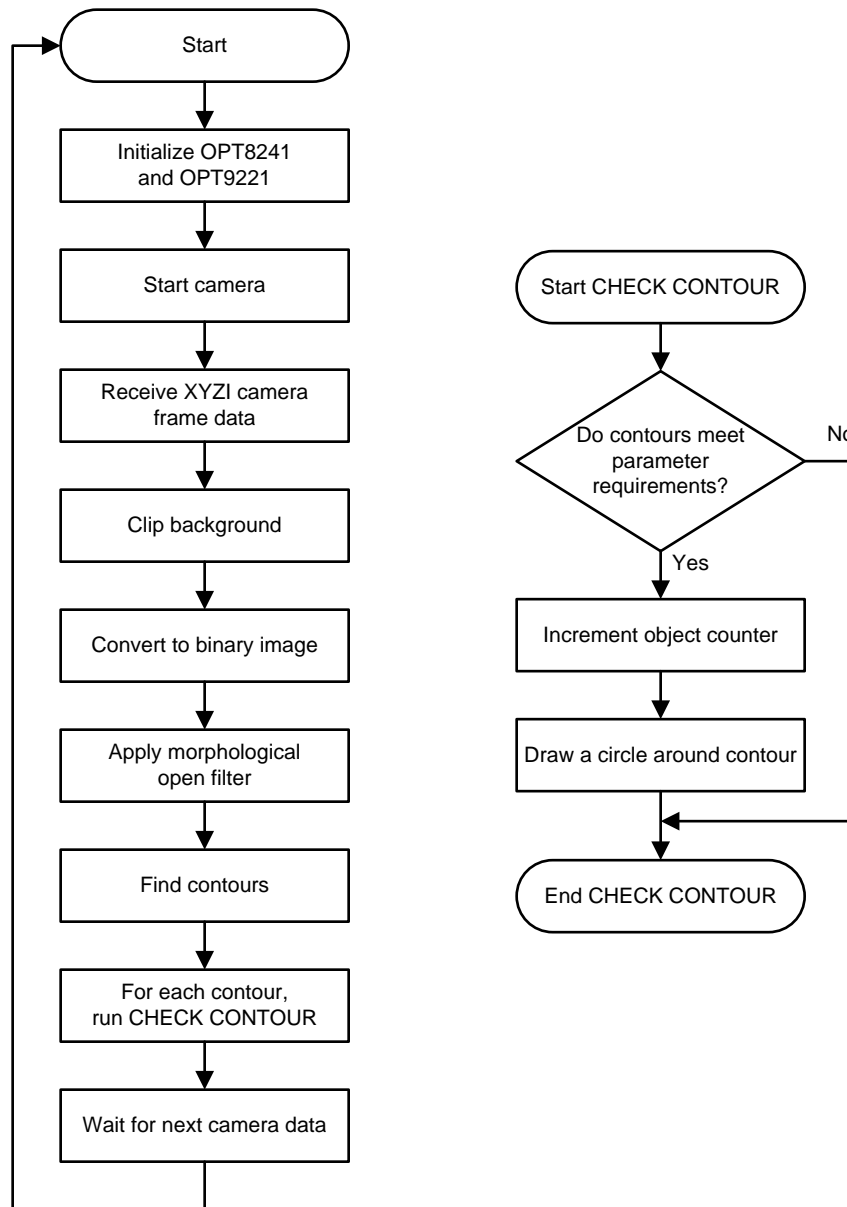 Start
Initialize OPT8241
and OPT9221
Start camera
Receive XYZI camera
frame data
Clip background
Convert to binary image
Apply morphological
open filter
Find contours
For each contour,
run CHECK CONTOUR
Wait for next camera data
Start CHECK CONTOUR
Do contours meet
parameter
requirements?
No
Yes
Increment object counter
Draw a circle around contour
End CHECK CONTOUR